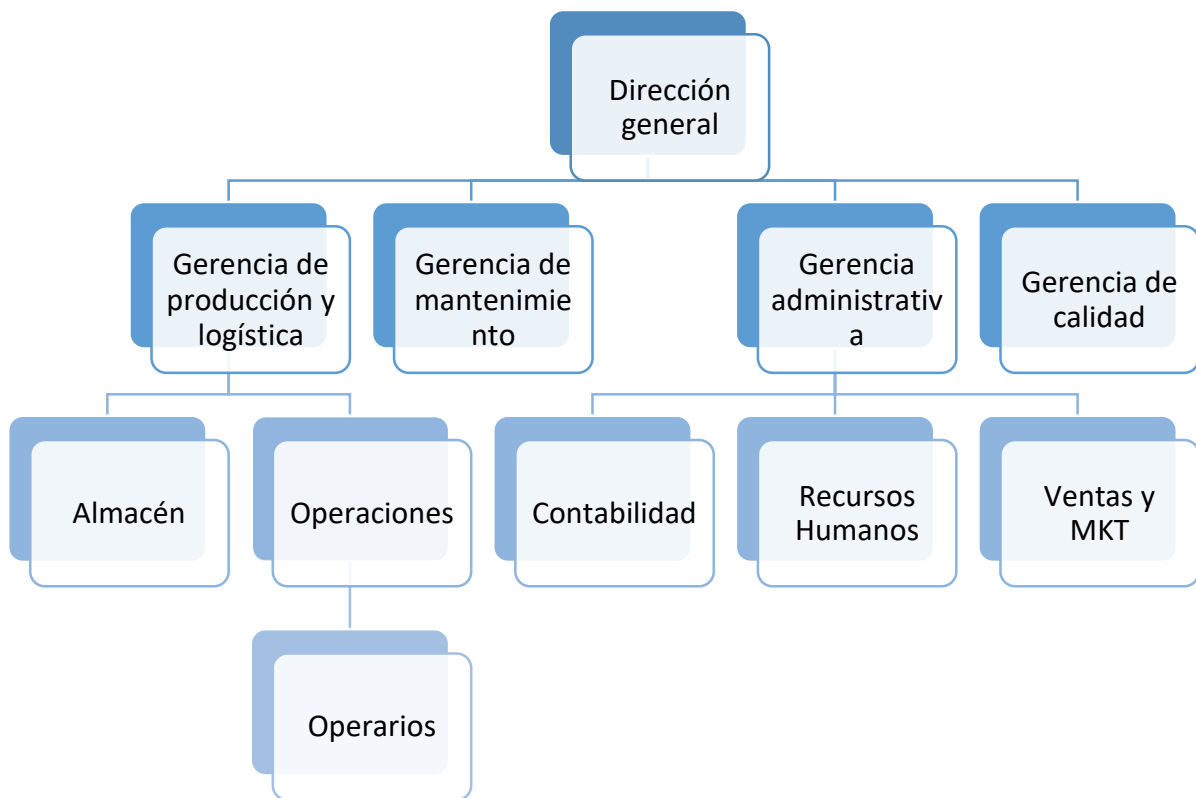 Dirección
general
Gerencia de
producción y
logística
Gerencia de
mantenimie
nto
Gerencia
administrativ
a
Gerencia de
calidad
Almacén
Operaciones
Contabilidad
Recursos
Humanos
Ventas y
MKT
Operarios